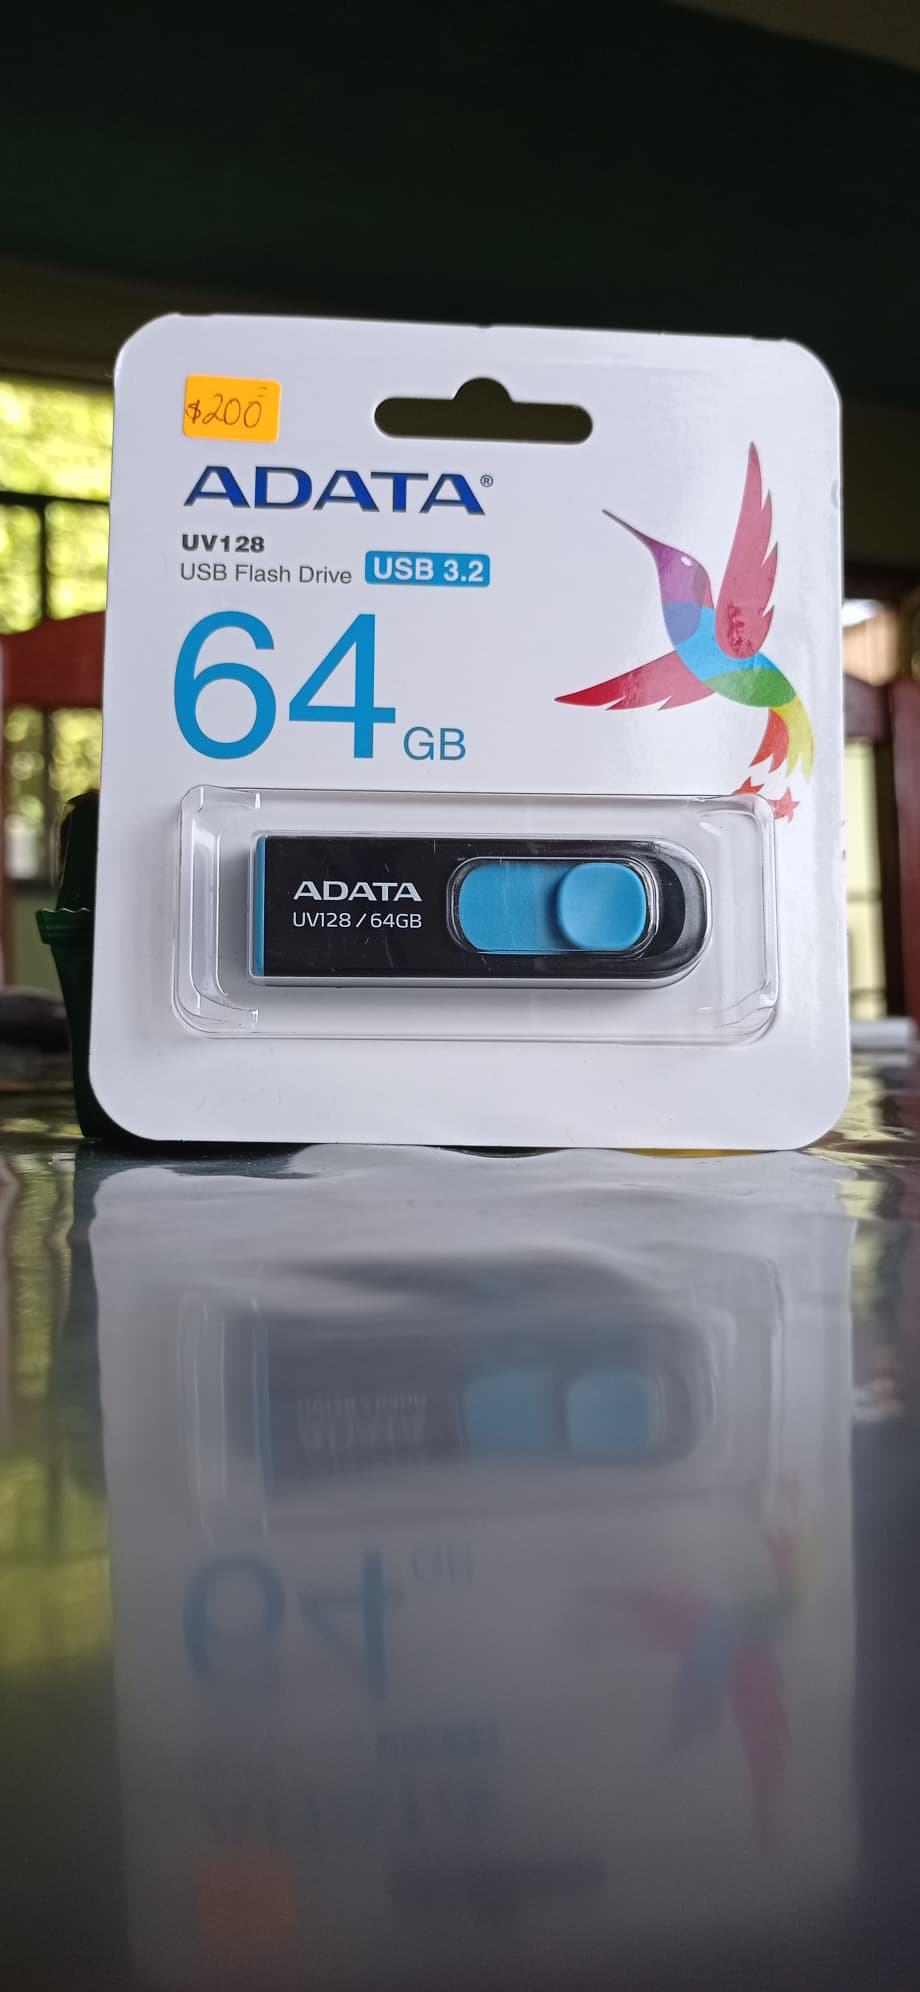 $200
ADATA®
UV128
USB Flash Drive USB 3.2
64 GB
ADATA
UV128 / 64GB